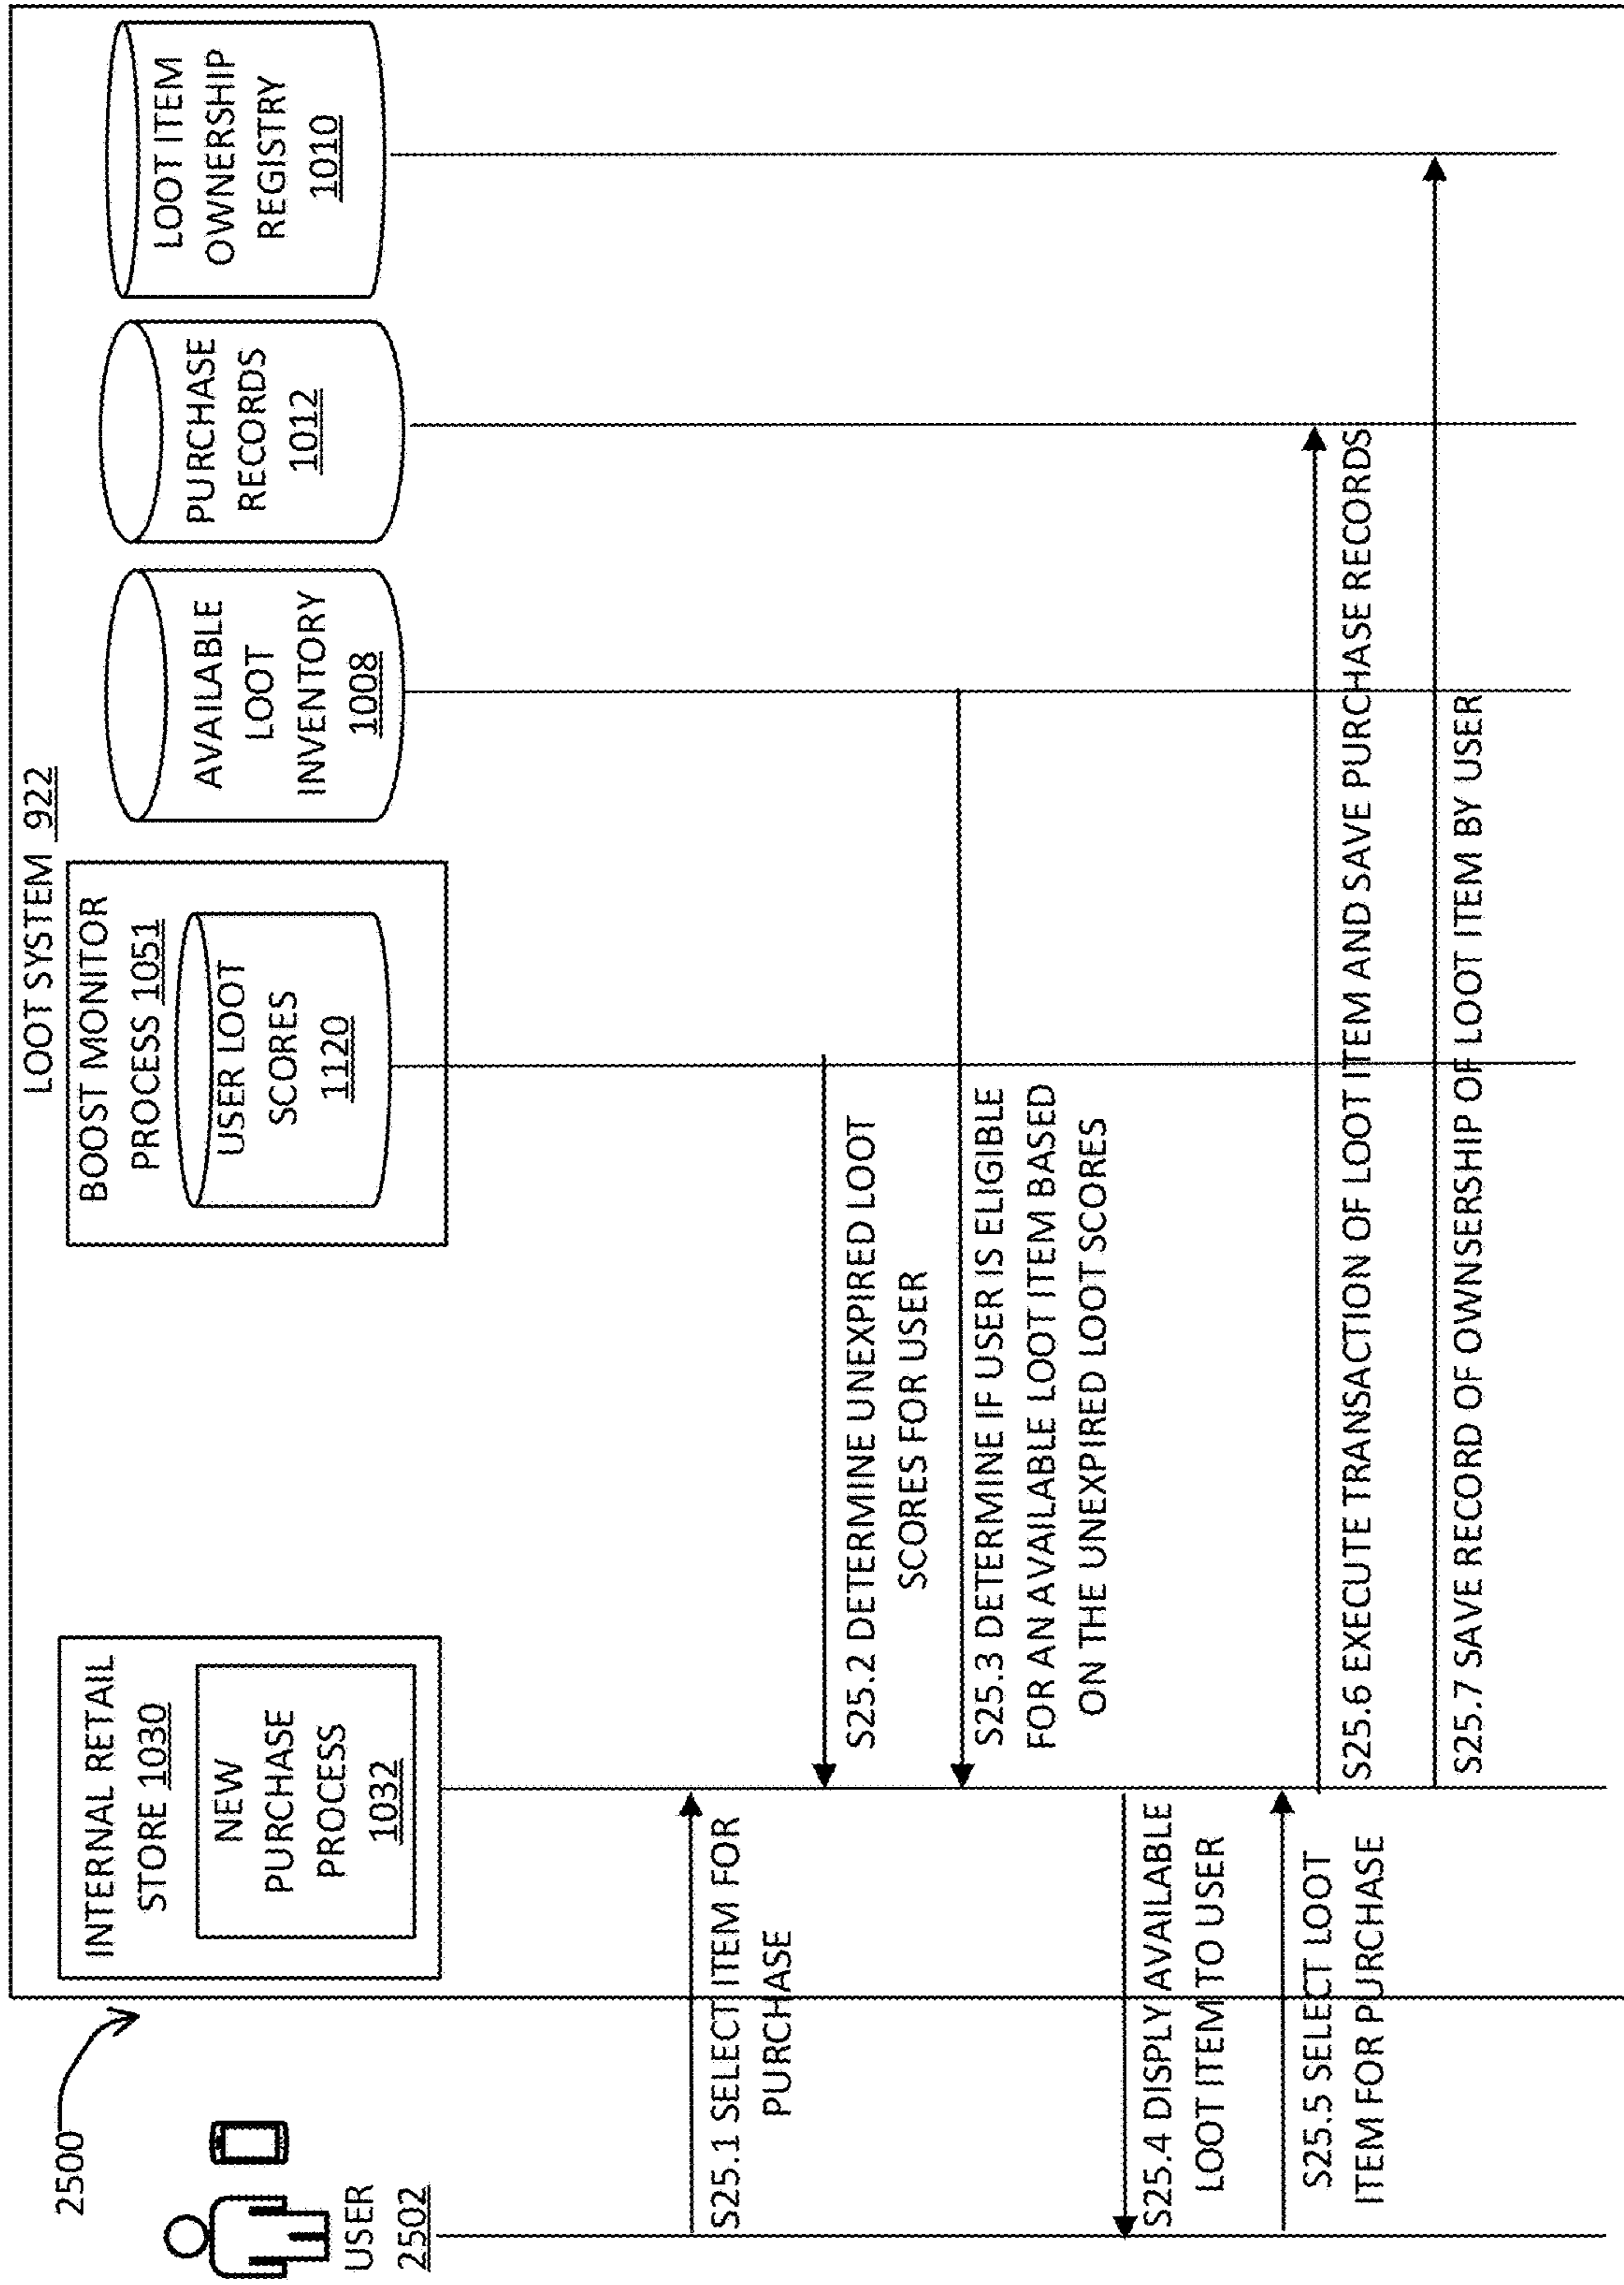 2500
LOOT SYSTEM 922
USER
2502
INTERNAL RETAIL
STORE 1030
NEW
PURCHASE
PROCESS
1032
BOOST MONITOR
PROCESS 1051
USER LOOT
SCORES
1120
AVAILABLE
LOOT
INVENTORY
1008
PURCHASE
RECORDS
1012
LOOT ITEM
OWNERSHIP
REGISTRY
1010
S25.1 SELECT ITEM FOR
PURCHASE
S25.2 DETERMINE UNEXPIRED LOOT
SCORES FOR USER
S25.3 DETERMINE IF USER IS ELIGIBLE
FOR AN AVAILABLE LOOT ITEM BASED
ON THE UNEXPIRED LOOT SCORES
S25.4 DISPLY AVAILABLE
LOOT ITEM TO USER
S25.5 SELECT LOOT
ITEM FOR PURCHASE
S25.6 EXECUTE TRANSACTION OF LOOT ITEM AND SAVE PURCHASE RECORDS
S25.7 SAVE RECORD OF OWNSERSHIP OF LOOT ITEM BY USER